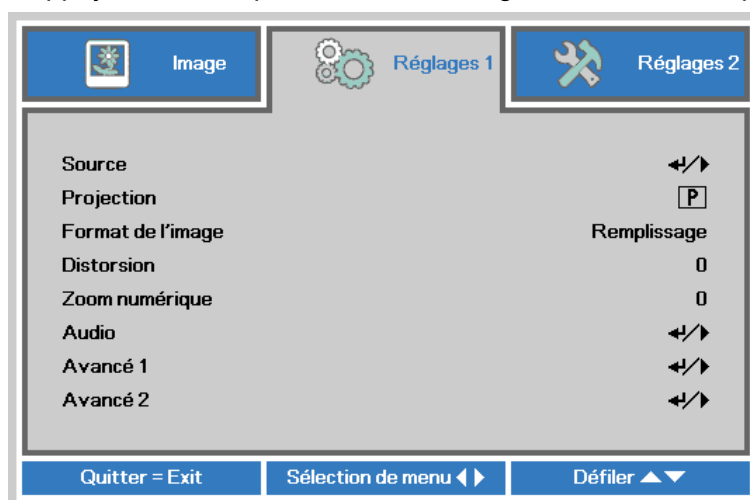 Image Réglages 1 Réglages 2
Source ↵/▶
Projection P
Format de l'image Remplissage
Distorsion 0
Zoom numérique 0
Audio ↵/▶
Avancé 1 ↵/▶
Avancé 2 ↵/▶
Quitter = Exit Sélection de menu ◀▶ Défiler ▲▼